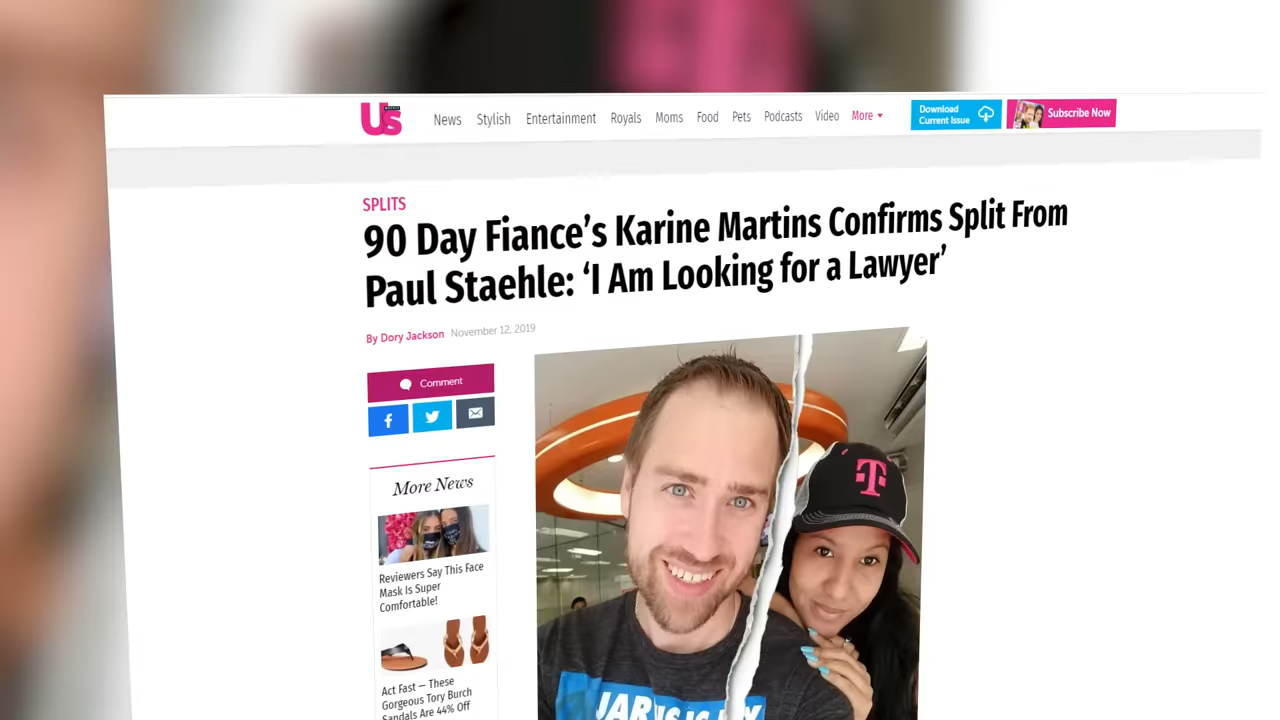 Us
WEEKLY
News Stylish Entertainment Royals Moms Food Pets Podcasts Video More
Download
Current Issue
Subscribe Now
SPLITS
90 Day Fiance’s Karine Martins Confirms Split From
Paul Staehle: ‘I Am Looking for a Lawyer’
By Dory Jackson November 12, 2019
Comment
More News
Reviewers Say This Face
Mask Is Super
Comfortable!
Act Fast — These
Gorgeous Tory Burch
Sandals Are 44% Off
T